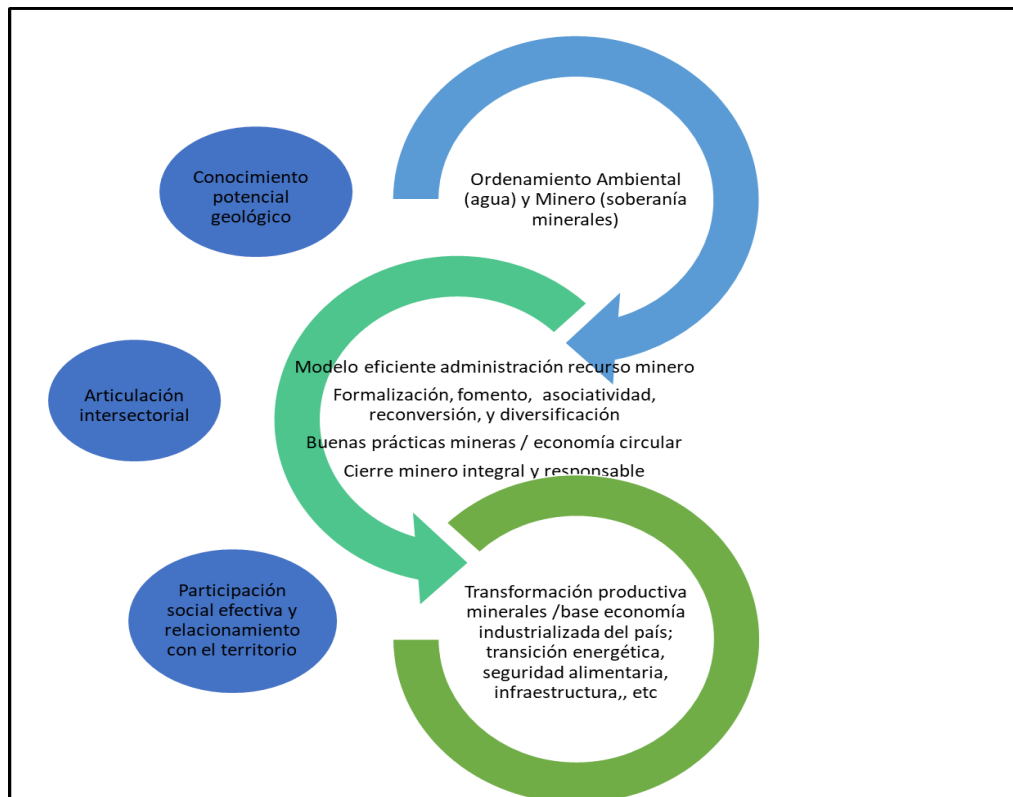 Conocimiento
potencial
geológico
Ordenamiento Ambiental
(agua) y Minero (soberanía
minerales)
Articulación
intersectorial
Modelo eficiente administración recurso minero
Formalización, fomento,  asociatividad,
reconversión, y diversificación
Buenas prácticas mineras / economía circular
Cierre minero integral y responsable
Participación
social efectiva y
relacionamiento
con el territorio
Transformación productiva
minerales /base economía
industrializada del país;
transición energética,
seguridad alimentaria,
infraestructura,, etc